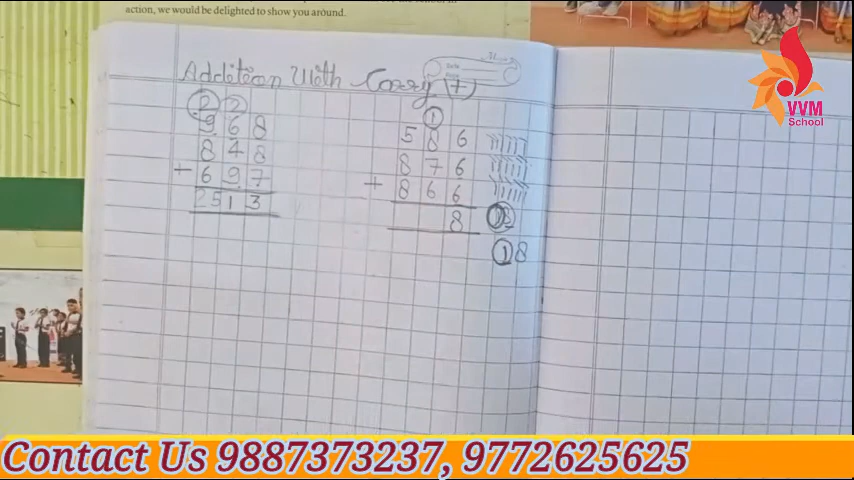 action, we would be delighted to show you around.
VVM
School
Addition With Carry (+)
Date
2 2
9 6 8
8 4 8
+ 6 9 7
2 5 1 3
1
5 8 6
8 7 6
+ 8 6 6
8
18
Contact Us 9887373237, 9772625625